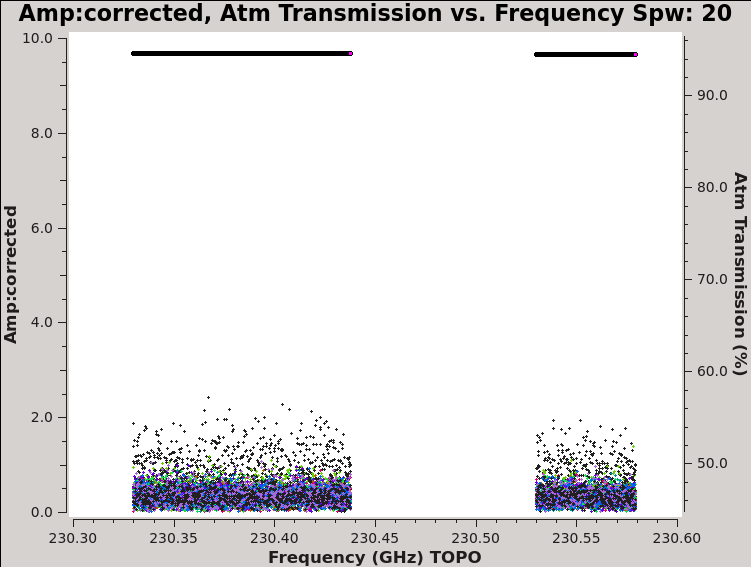 Amp:corrected, Atm Transmission vs. Frequency Spw: 20
10.0
8.0
6.0
4.0
2.0
0.0
Amp:corrected
90.0
80.0
70.0
60.0
50.0
Atm Transmission (%)
230.30 230.35 230.40 230.45 230.50 230.55 230.60
Frequency (GHz) TOPO